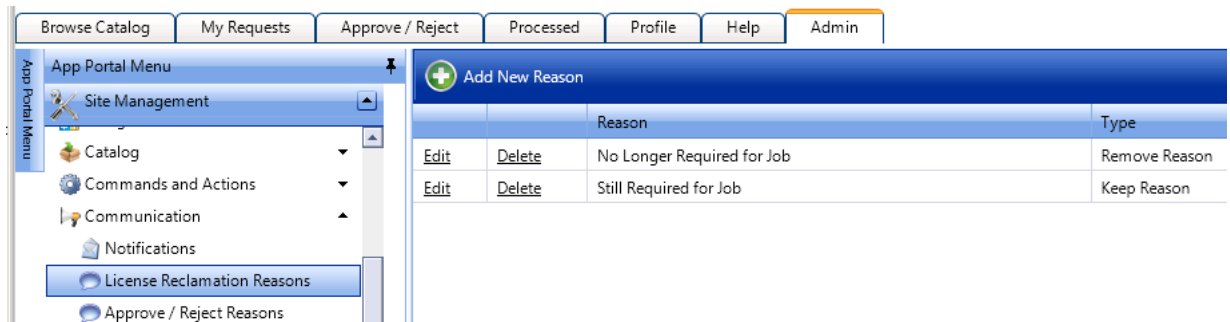 Browse Catalog My Requests Approve / Reject Processed Profile Help Admin
App Portal Menu
App Portal Menu
Add New Reason
Site Management
Reason Type
Catalog
Edit Delete No Longer Required for Job Remove Reason
Commands and Actions
Edit Delete Still Required for Job Keep Reason
Communication
Notifications
License Reclamation Reasons
Approve / Reject Reasons